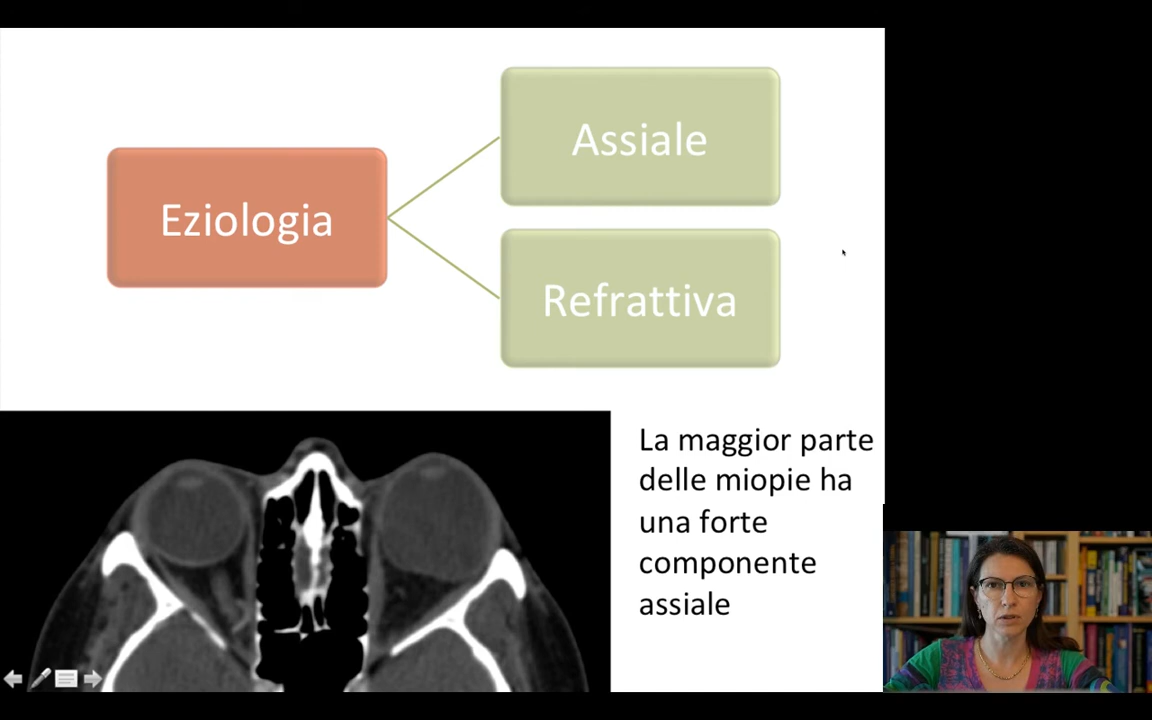 Eziologia
Assiale
Refrattiva
La maggior parte
delle miopie ha
una forte
componente
assiale